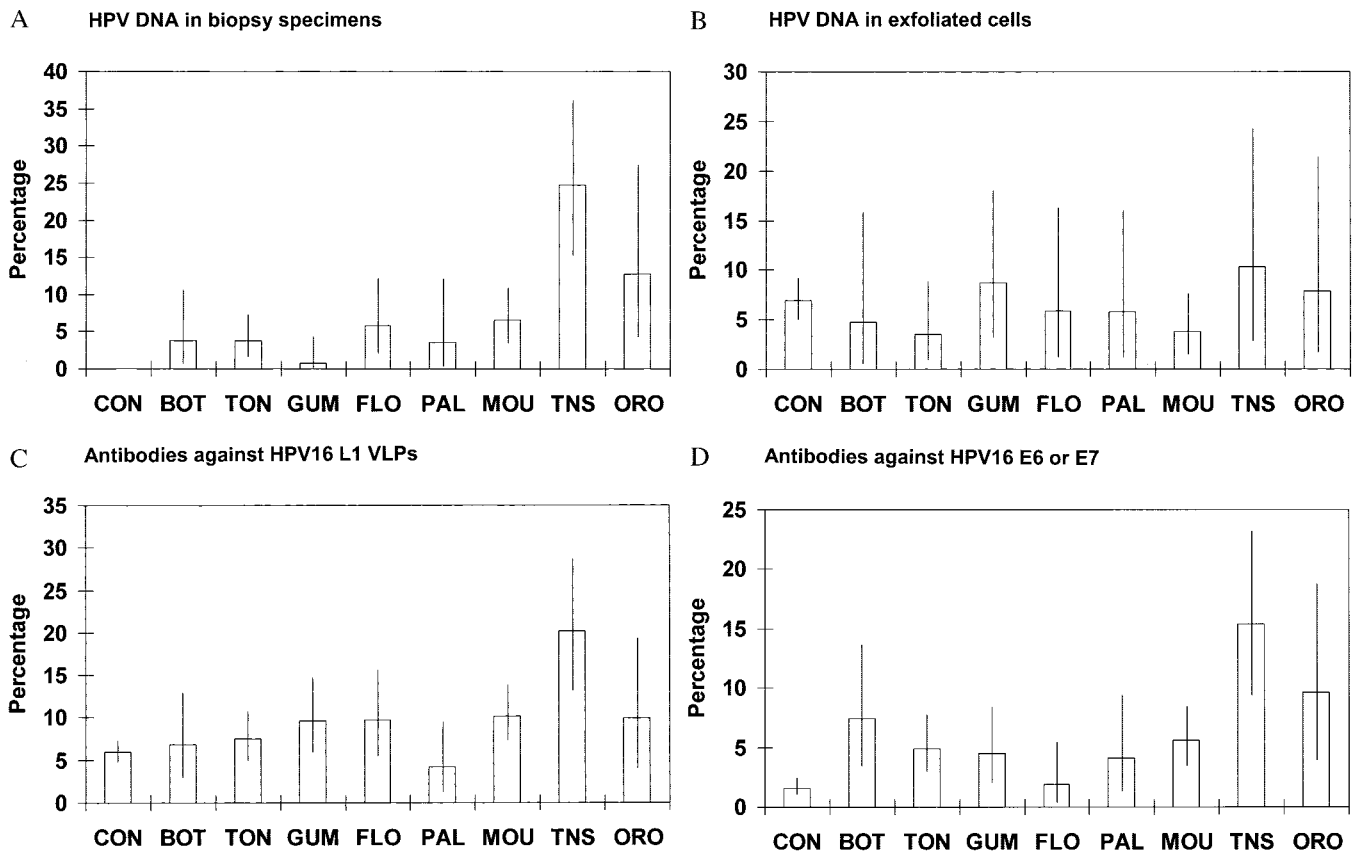 A HPV DNA in biopsy specimens
Percentage
40
35
30
25
20
15
10
5
0
CON BOT TON GUM FLO PAL MOU TNS ORO
B HPV DNA in exfoliated cells
Percentage
30
25
20
15
10
5
0
CON BOT TON GUM FLO PAL MOU TNS ORO
C Antibodies against HPV16 L1 VLPs
Percentage
35
30
25
20
15
10
5
0
CON BOT TON GUM FLO PAL MOU TNS ORO
D Antibodies against HPV16 E6 or E7
Percentage
25
20
15
10
5
0
CON BOT TON GUM FLO PAL MOU TNS ORO